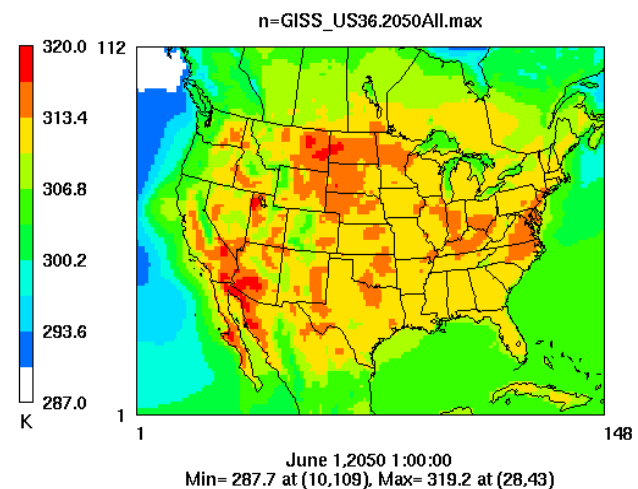 n=GISS_US36.2050All.max
320.0
313.4
306.8
300.2
293.6
287.0
K
112
1
1
148
June 1,2050 1:00:00
Min= 287.7 at (10,109), Max= 319.2 at (28,43)